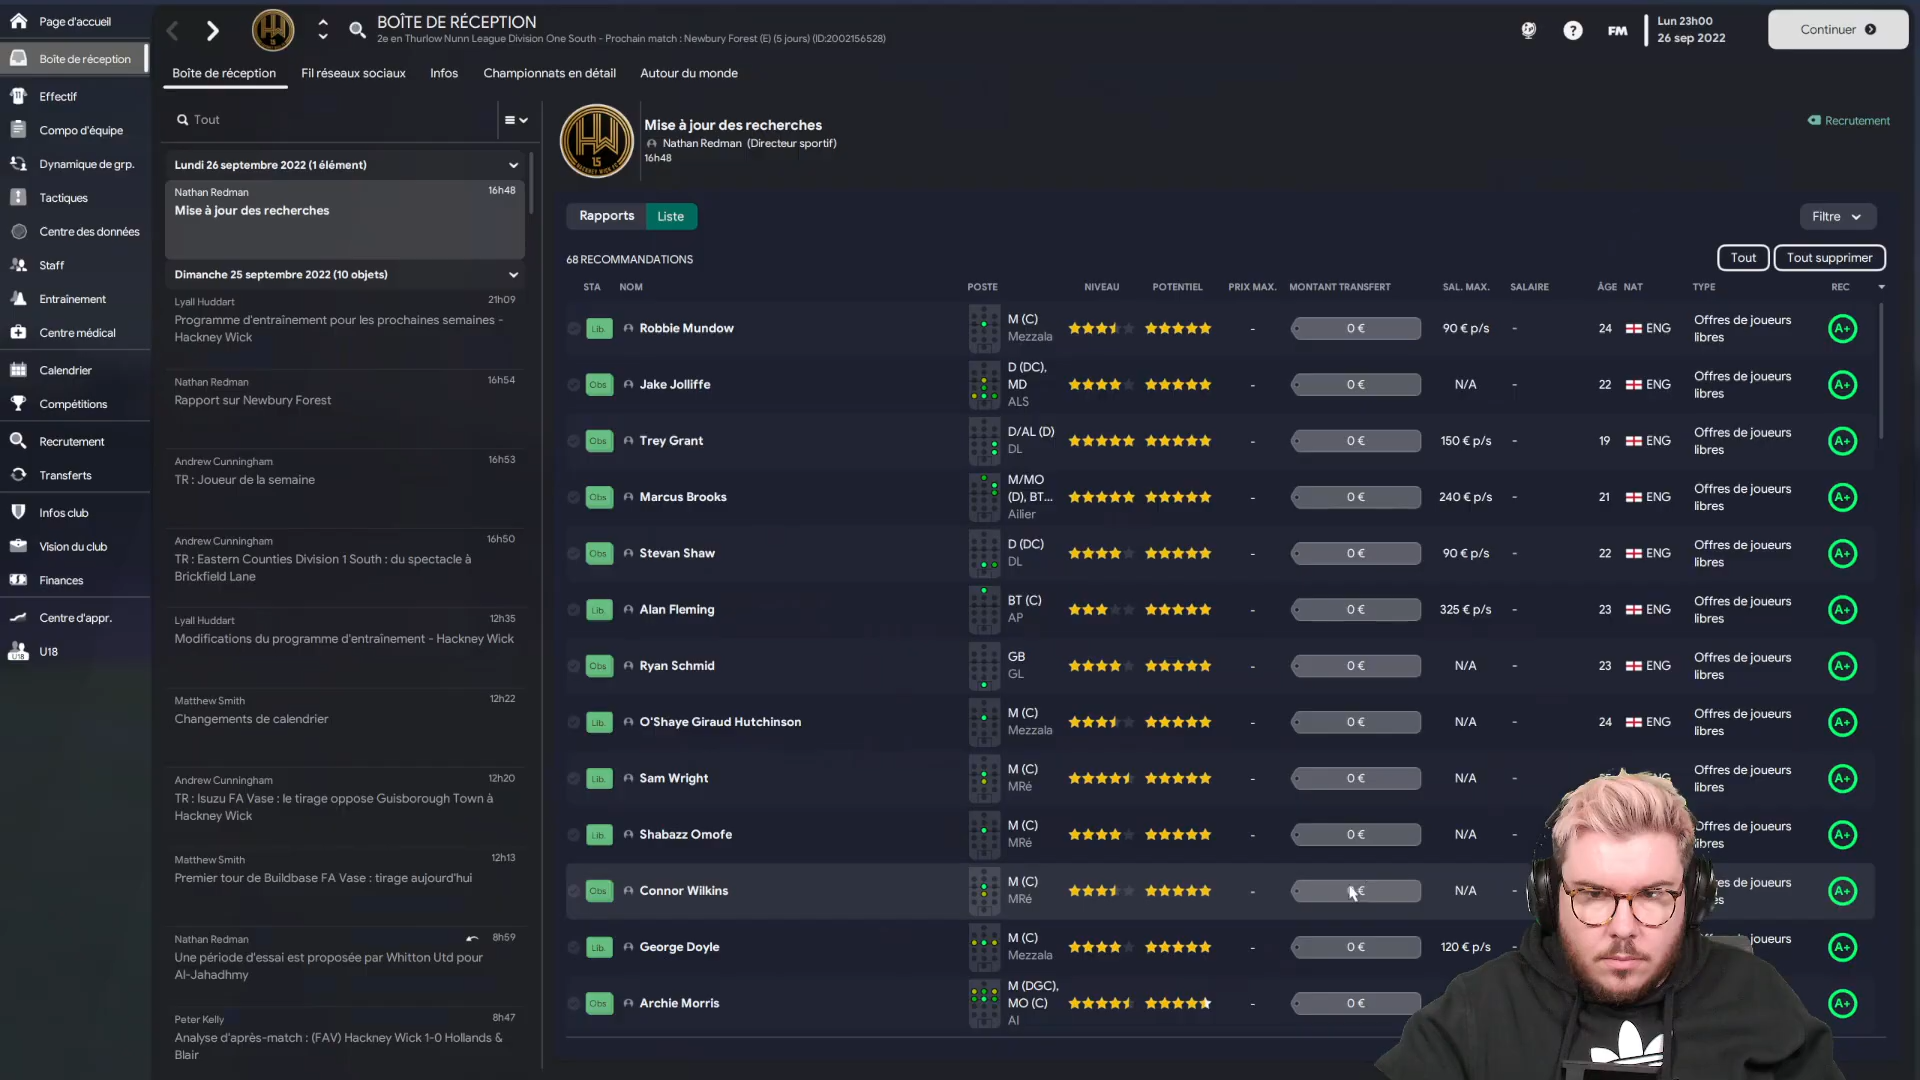 Page d'accueil
Boîte de réception
Effectif
Compo d'équipe
Dynamique de grp.
Tactiques
Centre des données
Staff
Entraînement
Centre médical
Calendrier
Compétitions
Recrutement
Transferts
Infos club
Vision du club
Finances
Centre d'appr.
U18
BOÎTE DE RÉCEPTION
2e en Thurlow Nunn League Division One South - Prochain match : Newbury Forest (E) (5 jours) (ID:2002156528)
FM
Lun 23h00
26 sep 2022
Continuer
Boîte de réception
Fil réseaux sociaux
Infos
Championnats en détail
Autour du monde
Tout
Lundi 26 septembre 2022 (1 élément)
Nathan Redman 16h48
Mise à jour des recherches
Dimanche 25 septembre 2022 (10 objets)
Lyall Huddart 21h09
Programme d'entraînement pour les prochaines semaines -
Hackney Wick
Nathan Redman 16h54
Rapport sur Newbury Forest
Andrew Cunningham 16h53
TR : Joueur de la semaine
Andrew Cunningham 16h50
TR : Eastern Counties Division 1 South : du spectacle à
Brickfield Lane
Lyall Huddart 12h35
Modifications du programme d'entraînement - Hackney Wick
Matthew Smith 12h22
Changements de calendrier
Andrew Cunningham 12h20
TR : Isuzu FA Vase : le tirage oppose Guisborough Town à
Hackney Wick
Matthew Smith 12h13
Premier tour de Buildbase FA Vase : tirage aujourd'hui
Nathan Redman 8h59
Une période d'essai est proposée par Whitton Utd pour
Al-Jahadhmy
Peter Kelly 8h47
Analyse d'après-match : (FAV) Hackney Wick 1-0 Hollands &
Blair
Mise à jour des recherches
Nathan Redman (Directeur sportif)
16h48
Recrutement
Rapports Liste
Filtre
68 RECOMMANDATIONS
Tout Tout supprimer
STA NOM POSTE NIVEAU POTENTIEL PRIX MAX. MONTANT TRANSFERT SAL. MAX. SALAIRE ÂGE NAT TYPE REC
Lib. Robbie Mundow M (C) Mezzala - 0 € 90 € p/s - 24 ENG Offres de joueurs libres A+
Obs Jake Jolliffe D (DC), MD ALS - 0 € N/A - 22 ENG Offres de joueurs libres A+
Obs Trey Grant D/AL (D) DL - 0 € 150 € p/s - 19 ENG Offres de joueurs libres A+
Obs Marcus Brooks M/MO (D), BT... Ailier - 0 € 240 € p/s - 21 ENG Offres de joueurs libres A+
Obs Stevan Shaw D (DC) DL - 0 € 90 € p/s - 22 ENG Offres de joueurs libres A+
Lib. Alan Fleming BT (C) AP - 0 € 325 € p/s - 23 ENG Offres de joueurs libres A+
Obs Ryan Schmid GB GL - 0 € N/A - 23 ENG Offres de joueurs libres A+
Lib. O'Shaye Giraud Hutchinson M (C) Mezzala - 0 € N/A - 24 ENG Offres de joueurs libres A+
Lib. Sam Wright M (C) MRé - 0 € N/A - Offres de joueurs libres A+
Lib. Shabazz Omofe M (C) MRé - 0 € N/A - Offres de joueurs libres A+
Obs Connor Wilkins M (C) MRé - € N/A - de joueurs A+
Lib. George Doyle M (C) Mezzala - 0 € 120 € p/s joueurs A+
Obs Archie Morris M (DGC), MO (C) AI - 0 € A+